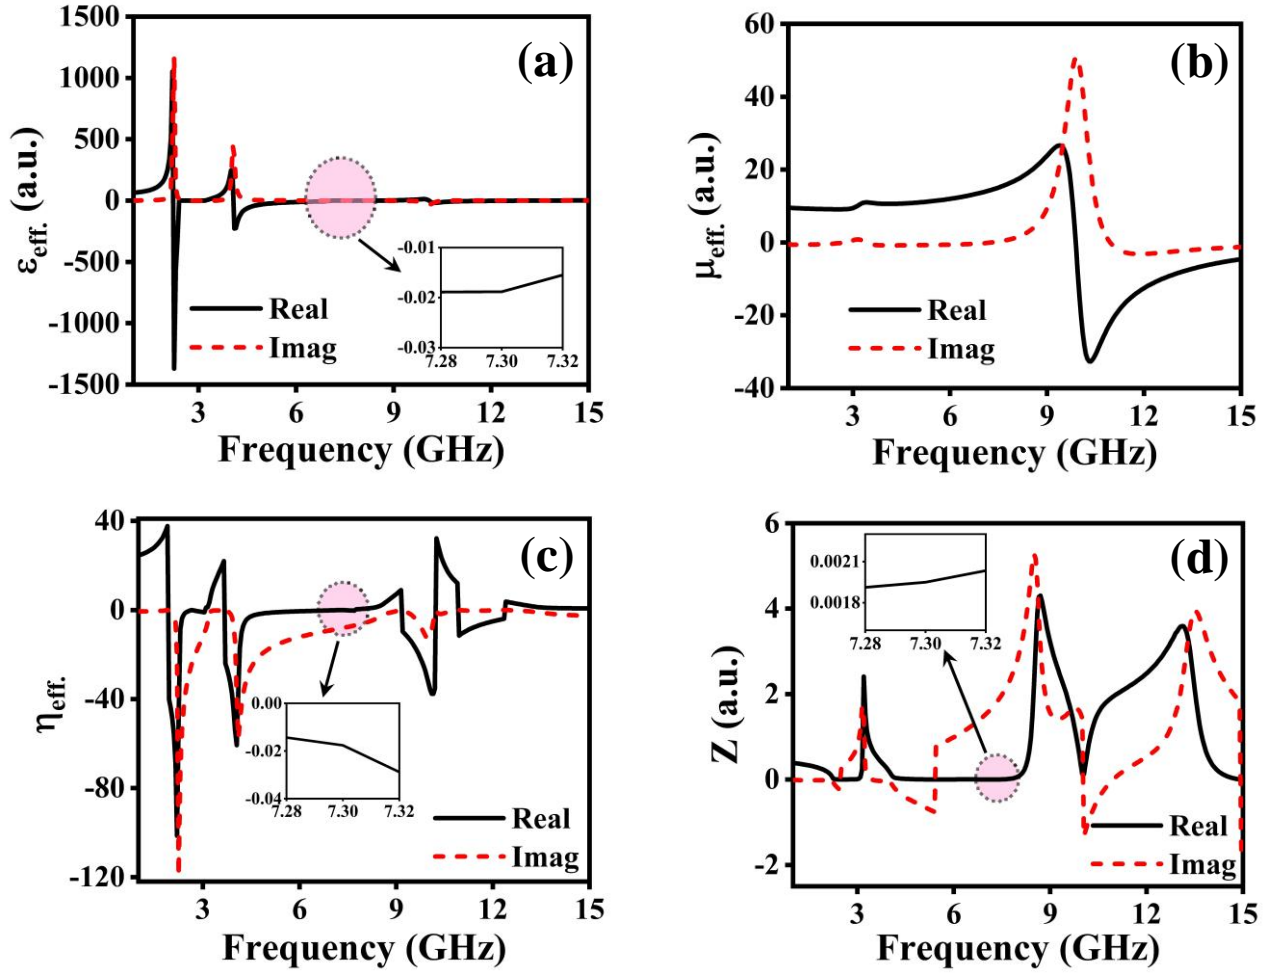 1500
1000
500
0
-500
-1000
-1500
εeff. (a.u.)
(a)
-0.01
-0.02
-0.03
7.28 7.30 7.32
Real
Imag
3 6 9 12 15
Frequency (GHz)
60
40
20
0
-20
-40
μeff. (a.u.)
(b)
Real
Imag
3 6 9 12 15
Frequency (GHz)
40
0
-40
-80
-120
ηeff.
(c)
0.00
-0.02
-0.04
7.28 7.30 7.32
Real
Imag
3 6 9 12 15
Frequency (GHz)
6
4
2
0
-2
Z (a.u.)
(d)
0.0021
0.0018
7.28 7.30 7.32
Real
Imag
3 6 9 12 15
Frequency (GHz)